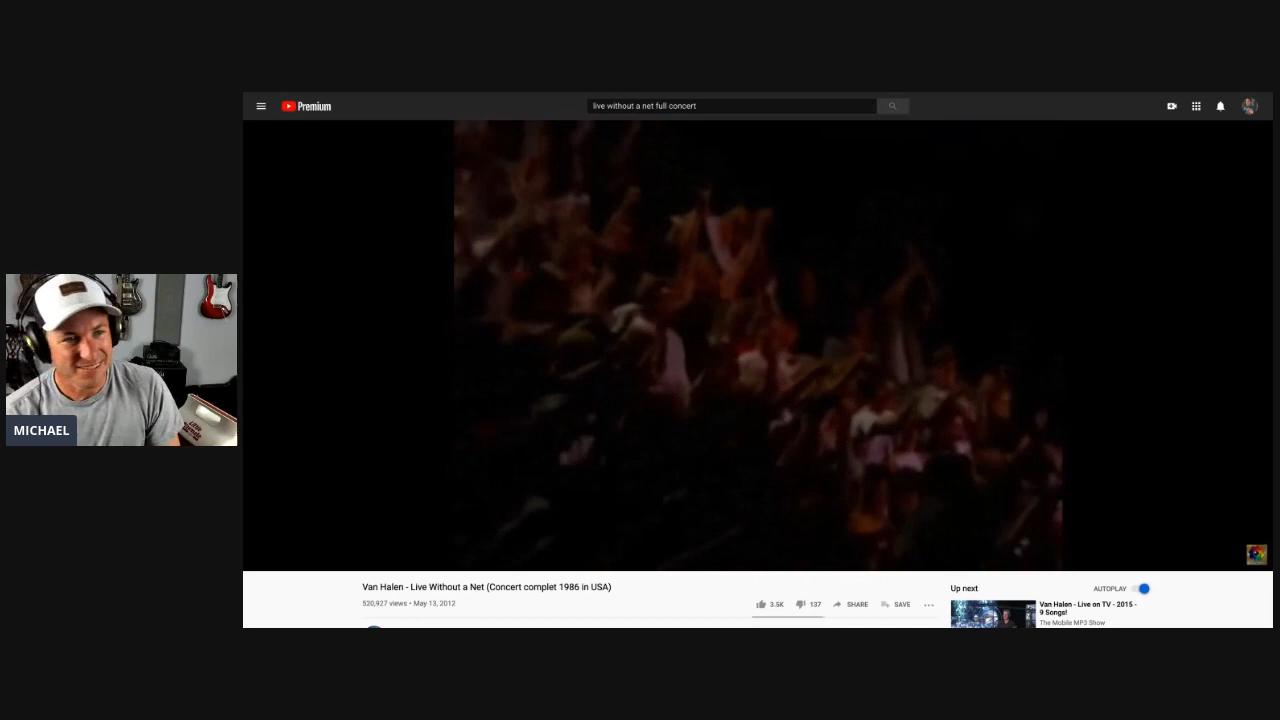 Premium
live without a net full concert
MICHAEL
Van Halen - Live Without a Net (Concert complet 1986 in USA)
520,927 views • May 13, 2012
3.5K
137
SHARE
SAVE
Up next
AUTOPLAY
Van Halen - Live on TV - 2015 -
9 Songs!
The Mobile MP3 Show